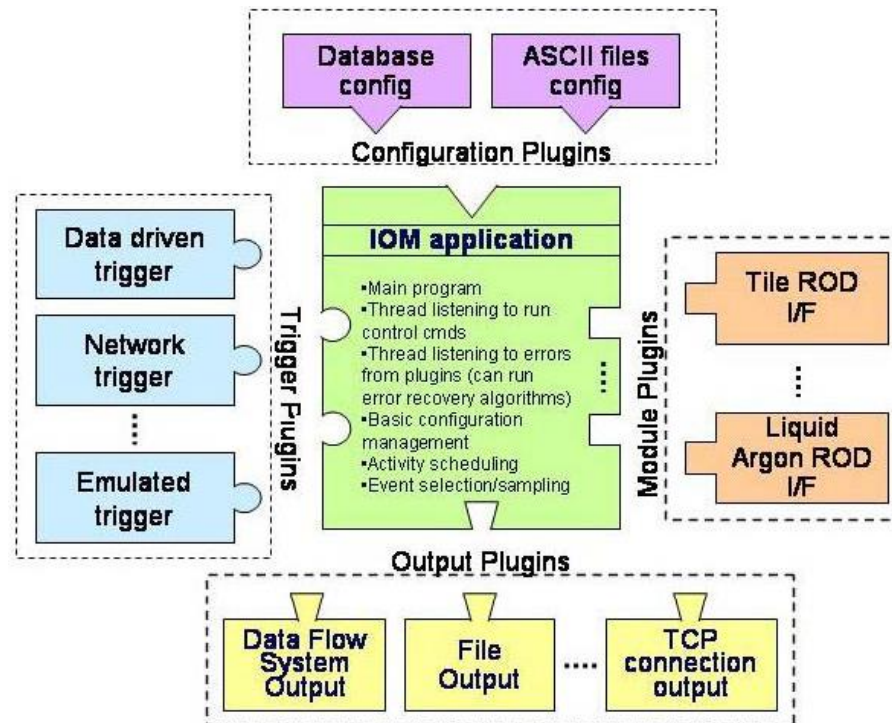 Database
config
ASCII files
config
Configuration Plugins
Data driven
trigger
Network
trigger
Emulated
trigger
Trigger Plugins
IOM application
▪Main program
▪Thread listening to run
control cmds
▪Thread listening to errors
from plugins (can run
error recovery algorithms)
▪Basic configuration
management
▪Activity scheduling
▪Event selection/sampling
Module Plugins
Tile ROD
I/F
Liquid
Argon ROD
I/F
Output Plugins
Data Flow
System
Output
File
Output
TCP
connection
output